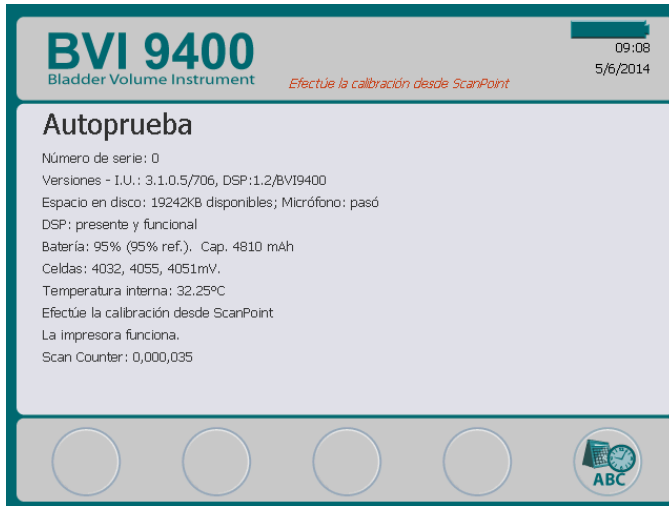 BVI 9400
Bladder Volume Instrument
Efectúe la calibración desde ScanPoint
09:08
5/6/2014
Autoprueba
Número de serie: 0
Versiones - I.U.: 3.1.0.5/706, DSP:1.2/BVI9400
Espacio en disco: 19242KB disponibles; Micrófono: pasó
DSP: presente y funcional
Batería: 95% (95% ref.). Cap. 4810 mAh
Celdas: 4032, 4055, 4051mV.
Temperatura interna: 32.25ºC
Efectúe la calibración desde ScanPoint
La impresora funciona.
Scan Counter: 0,000,035
ABC